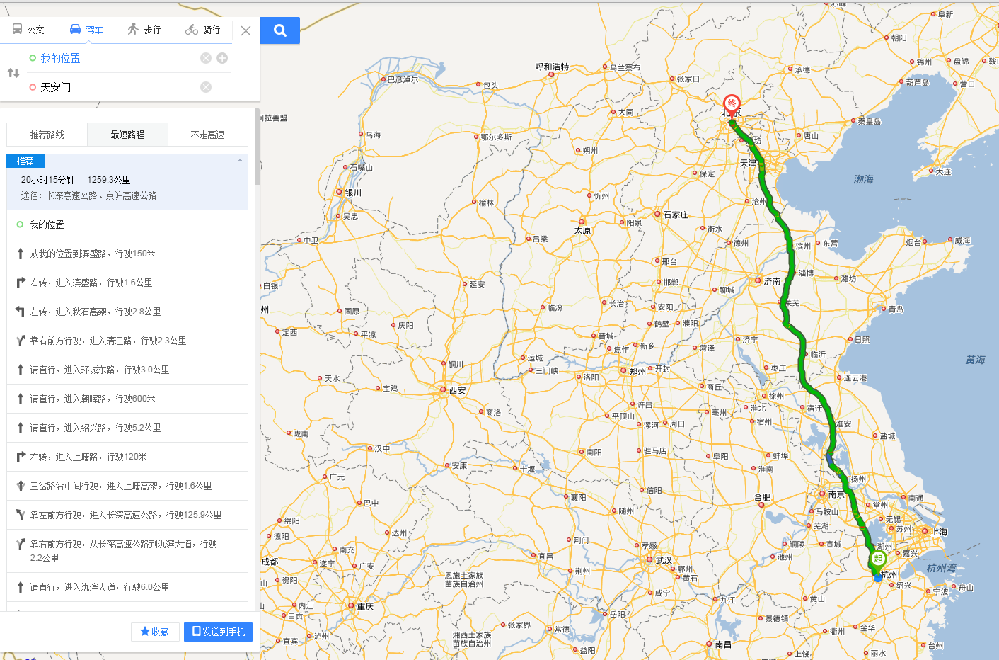 公交
驾车
步行
骑行
我的位置
天安门
推荐路线
最短路程
不走高速
推荐
20小时15分钟 | 1259.3公里
途径：长深高速公路、京沪高速公路
我的位置
从我的位置到滨盛路，行驶150米
右转，进入滨盛路，行驶1.6公里
左转，进入秋石高架，行驶2.8公里
靠右前方行驶，进入清江路，行驶2.3公里
请直行，进入环城东路，行驶3.0公里
请直行，进入朝晖路，行驶600米
请直行，进入绍兴路，行驶5.2公里
右转，进入上塘路，行驶120米
三岔路沿中间行驶，进入上塘高架，行驶1.6公里
靠左前方行驶，进入长深高速公路，行驶125.9公里
靠右前方行驶，从长深高速公路到氿滨大道，行驶
2.2公里
请直行，进入氿滨大道，行驶6.0公里
收藏
发送到手机
赤峰
阜新
朝阳
锦州
盘锦
鞍山
葫芦岛
营口
呼和浩特
乌兰察布
张家口
承德
巴彦淖尔
包头
终
北京
大同
阿拉善盟
秦皇岛
唐山
乌海
鄂尔多斯
朔州
天津
大连
渤海
石嘴山
保定
银川
忻州
沧州
榆林
吴忠
石家庄
阳泉
太原
衡水
吕梁
中卫
德州
滨州
东营
烟台
威海
邢台
淄博
潍坊
白银
延安
邯郸
济南
聊城
莱芜
州
固原
临汾
长治
安阳
青岛
定西
平凉
庆阳
鹤壁
濮阳
晋城
济宁
日照
焦作
新乡
菏泽
临沂
铜川
运城
黄海
三门峡
郑州
开封
枣庄
天水
宝鸡
西安
洛阳
商丘
徐州
连云港
商洛
许昌
平顶山
亳州
淮北
宿迁
漯河
周口
宿州
淮安
陇南
盐城
汉中
南阳
驻马店
阜阳
蚌埠
安康
十堰
淮南
广元
扬州
信阳
巴中
襄阳
合肥
南京
南通
随州
马鞍山
常州
绵阳
无锡
德阳
达州
芜湖
苏州
上海
荆门
孝感
铜陵
宣城
湖州
嘉兴
南充
宜昌
武汉
池州
起
成都
遂宁
广安
荆州
鄂州
黄石
杭州湾
杭州
资阳
恩施土家族
苗族自治州
绍兴
宁波
舟山
咸宁
内江
重庆
九江
黄山
自贡
岳阳
张家界
常德
景德镇
衢州
金华
泸州
宜宾
湘西土家族
苗族自治州
南昌
台州
益阳
上饶
丽水